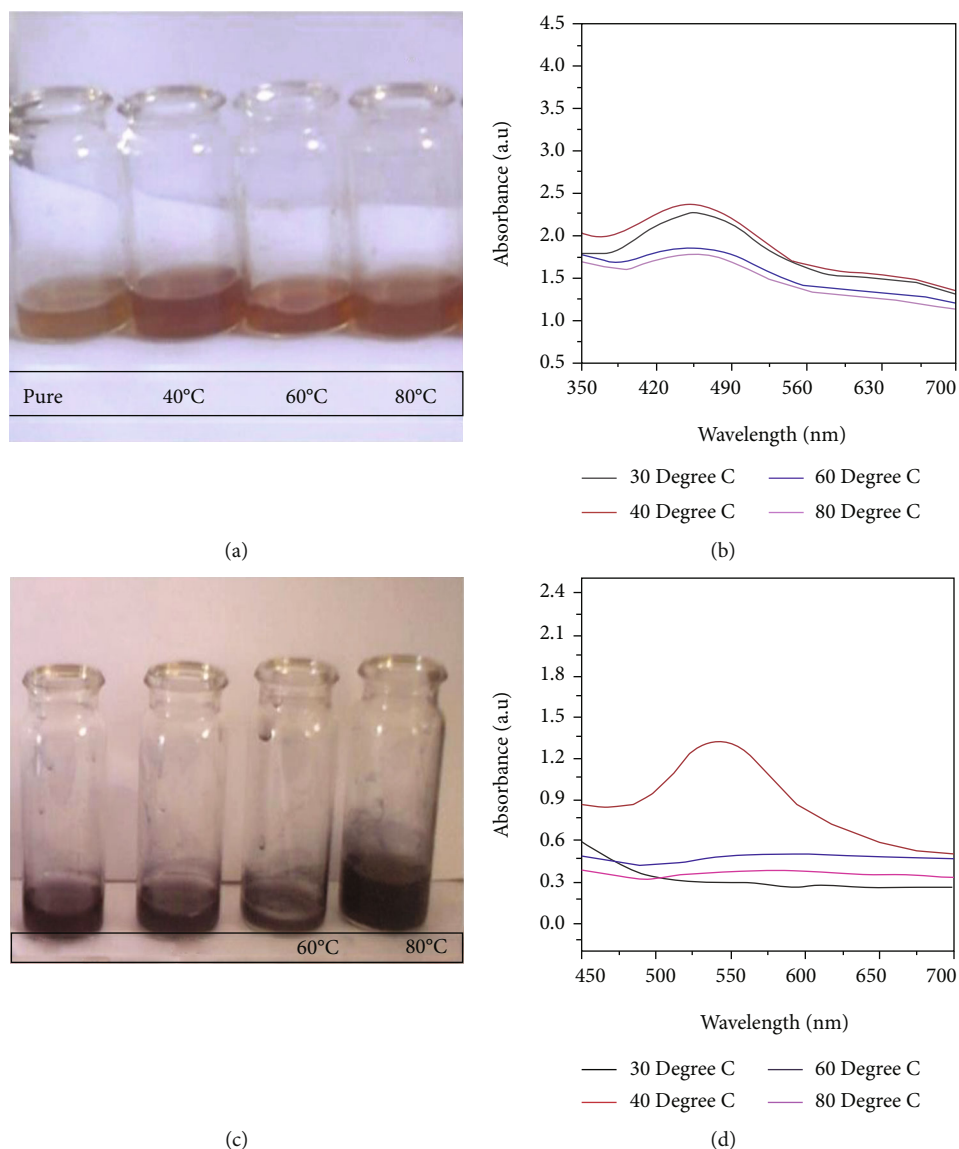 Pure 40°C 60°C 80°C
(a)
4.5
4.0
3.5
3.0
2.5
2.0
1.5
1.0
0.5
Absorbance (a.u)
350 420 490 560 630 700
Wavelength (nm)
30 Degree C 60 Degree C
40 Degree C 80 Degree C
(b)
60°C 80°C
(c)
2.4
2.1
1.8
1.5
1.2
0.9
0.6
0.3
0.0
Absorbance (a.u)
450 500 550 600 650 700
Wavelength (nm)
30 Degree C 60 Degree C
40 Degree C 80 Degree C
(d)